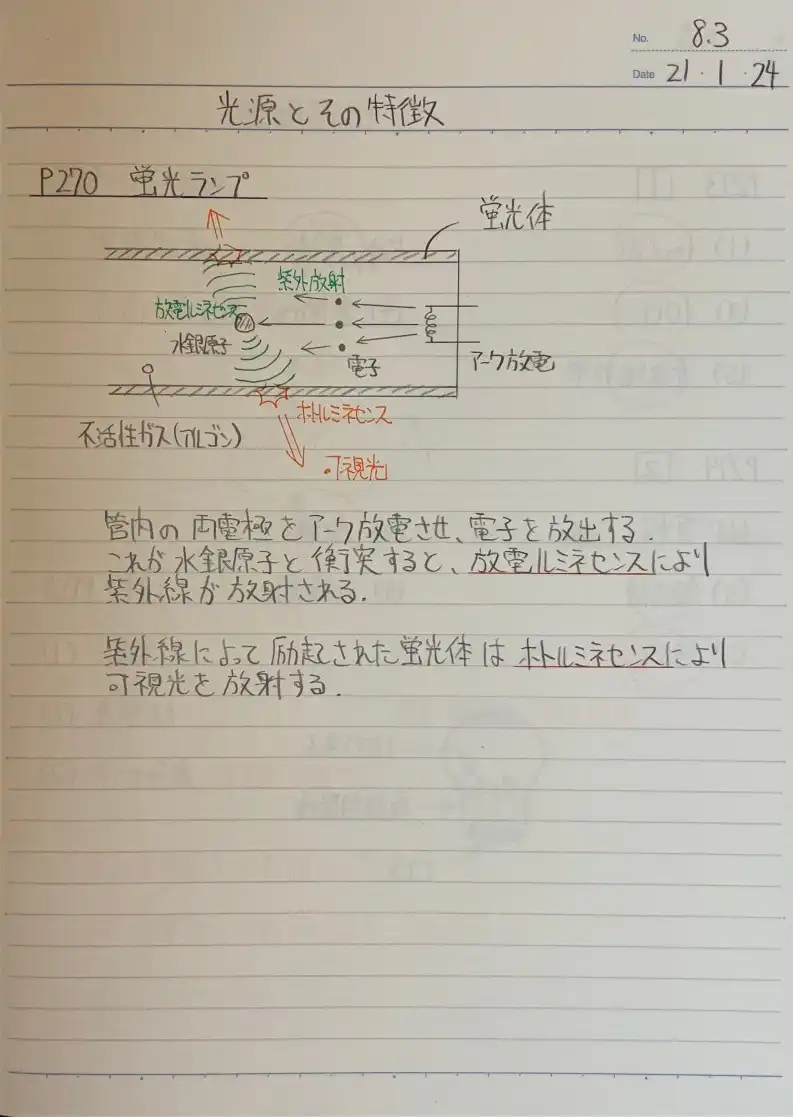 No. 8.3
Date 21・1・24
光源とその特徴
P270 蛍光ランプ
蛍光体
紫外放射
放電ルミネセンス
水銀原子
電子
アーク放電
ホトルミネセンス
不活性ガス(アルゴン)
可視光
管内の両電極をアーク放電させ、電子を放出する.
これが水銀原子と衝突すると、放電ルミネセンスにより
紫外線が放射される.
紫外線によって励起された蛍光体はホトルミネセンスにより
可視光を放射する.